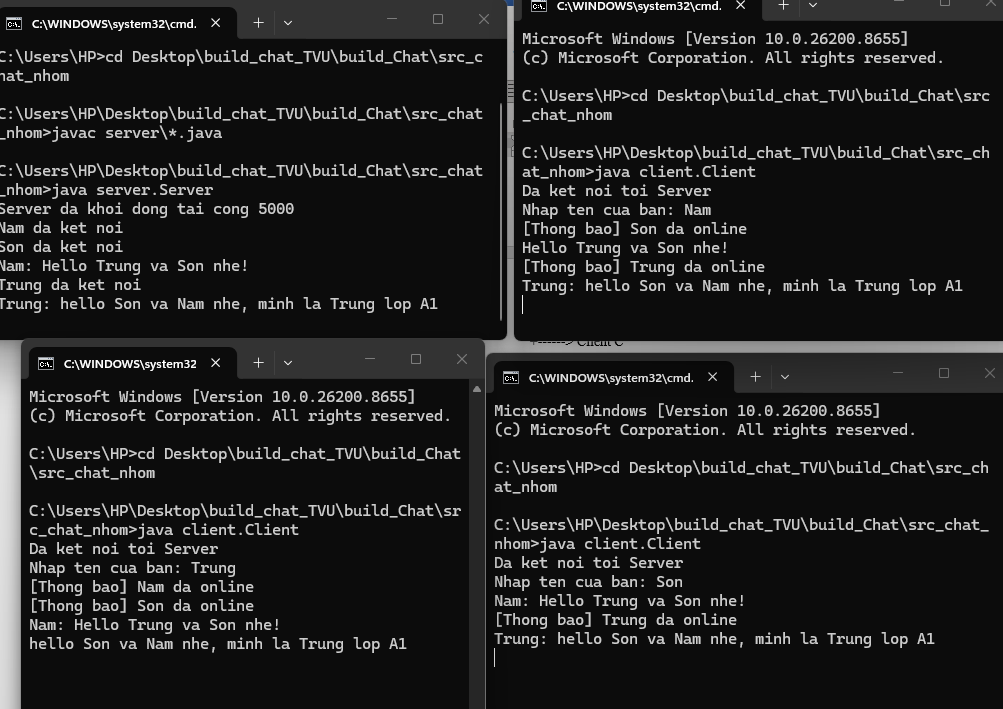 C:\WINDOWS\system32\cmd.
C:\Users\HP>cd Desktop\build_chat_TVU\build_Chat\src_c
hat_nhom
C:\Users\HP\Desktop\build_chat_TVU\build_Chat\src_chat
_nhom>javac server\*.java
C:\Users\HP\Desktop\build_chat_TVU\build_Chat\src_chat
_nhom>java server.Server
Server da khoi dong tai cong 5000
Nam da ket noi
Son da ket noi
Nam: Hello Trung va Son nhe!
Trung da ket noi
Trung: hello Son va Nam nhe, minh la Trung lop A1
C:\WINDOWS\system32\cmd.
Microsoft Windows [Version 10.0.26200.8655]
(c) Microsoft Corporation. All rights reserved.
C:\Users\HP>cd Desktop\build_chat_TVU\build_Chat\src
_chat_nhom
C:\Users\HP\Desktop\build_chat_TVU\build_Chat\src_ch
at_nhom>java client.Client
Da ket noi toi Server
Nhap ten cua ban: Nam
[Thong bao] Son da online
Hello Trung va Son nhe!
[Thong bao] Trung da online
Trung: hello Son va Nam nhe, minh la Trung lop A1
+------> Client C
C:\WINDOWS\system32
Microsoft Windows [Version 10.0.26200.8655]
(c) Microsoft Corporation. All rights reserved.
C:\Users\HP>cd Desktop\build_chat_TVU\build_Chat
\src_chat_nhom
C:\Users\HP\Desktop\build_chat_TVU\build_Chat\sr
c_chat_nhom>java client.Client
Da ket noi toi Server
Nhap ten cua ban: Trung
[Thong bao] Nam da online
[Thong bao] Son da online
Nam: Hello Trung va Son nhe!
hello Son va Nam nhe, minh la Trung lop A1
C:\WINDOWS\system32\cmd.
Microsoft Windows [Version 10.0.26200.8655]
(c) Microsoft Corporation. All rights reserved.
C:\Users\HP>cd Desktop\build_chat_TVU\build_Chat\src_ch
at_nhom
C:\Users\HP\Desktop\build_chat_TVU\build_Chat\src_chat_
nhom>java client.Client
Da ket noi toi Server
Nhap ten cua ban: Son
Nam: Hello Trung va Son nhe!
[Thong bao] Trung da online
Trung: hello Son va Nam nhe, minh la Trung lop A1